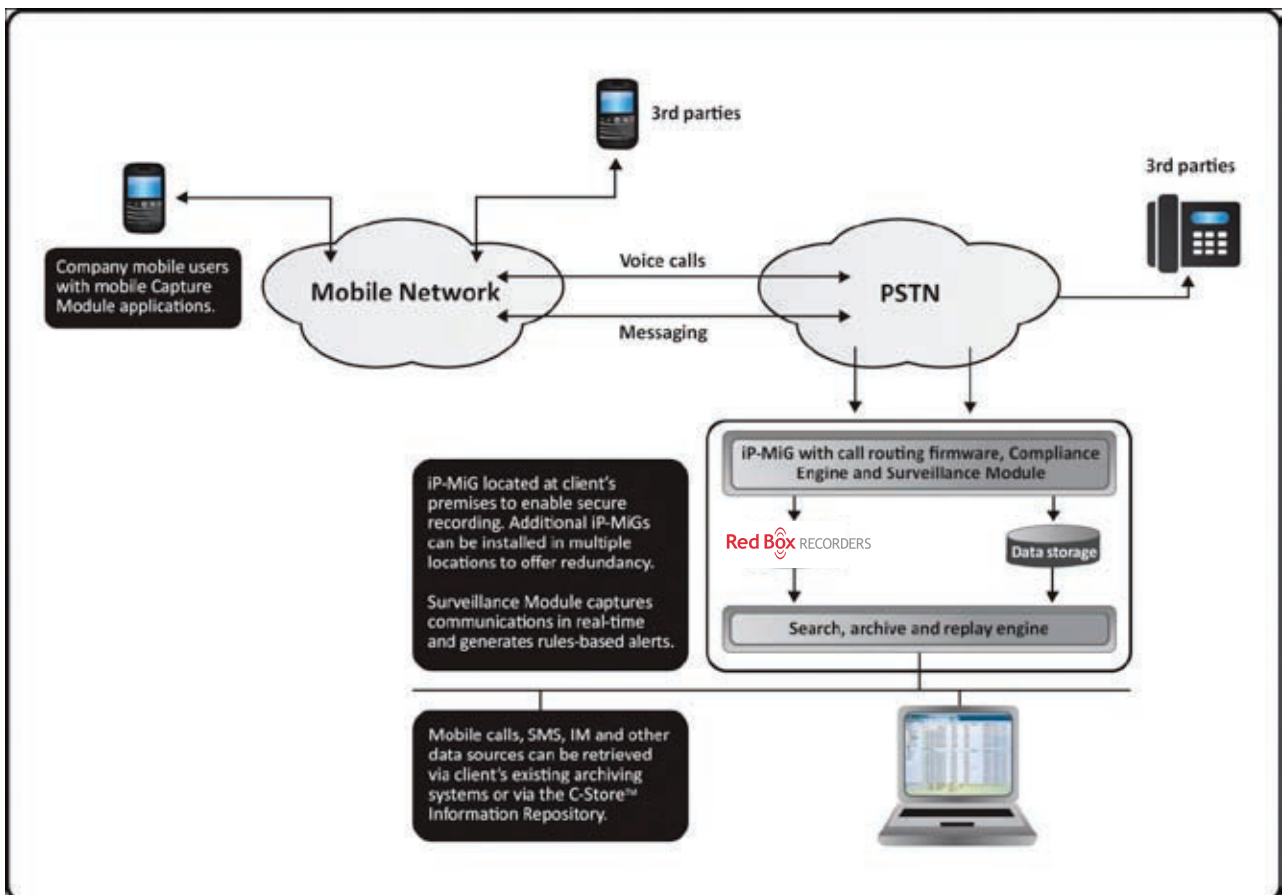 3rd parties
3rd parties
Company mobile users
with mobile Capture
Module applications.
Mobile Network
Voice calls
Messaging
PSTN
iP-MiG with call routing firmware, Compliance
Engine and Surveillance Module
iP-MiG located at client's
premises to enable secure
recording. Additional iP-MiGs
can be installed in multiple
locations to offer redundancy.
Surveillance Module captures
communications in real-time
and generates rules-based alerts.
Red Box RECORDERS
Data storage
Search, archive and replay engine
Mobile calls, SMS, IM and other
data sources can be retrieved
via client's existing archiving
systems or via the C-Store™
Information Repository.